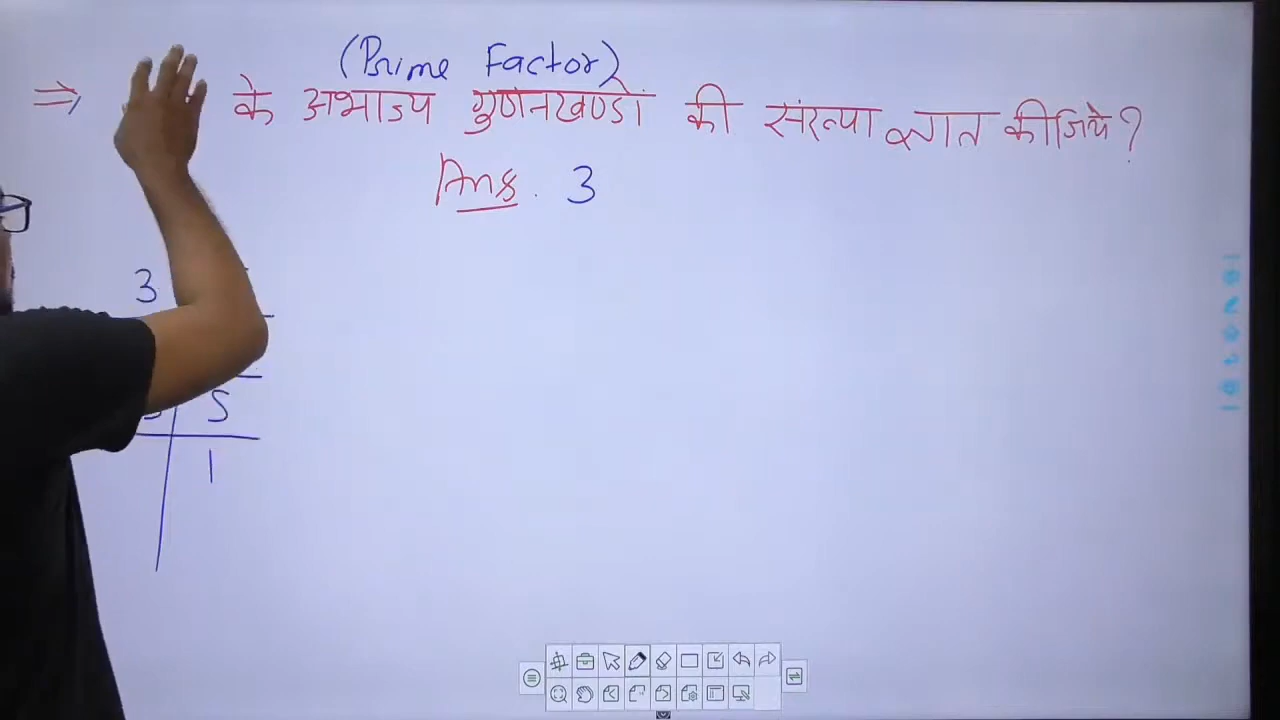 (Prime Factor)
⇒ के अभाज्य गुणनखण्डों की संख्या ज्ञात कीजिये?
Ans. 3
3
5
1